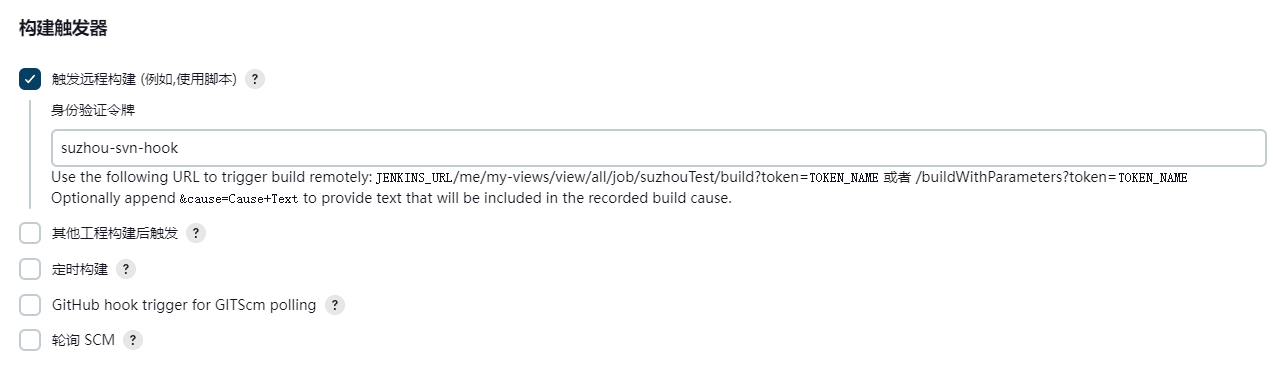 构建触发器
触发远程构建 (例如,使用脚本) ?
身份验证令牌
suzhou-svn-hook
Use the following URL to trigger build remotely: JENKINS_URL/me/my-views/view/all/job/suzhouTest/build?token=TOKEN_NAME 或者 /buildWithParameters?token=TOKEN_NAME
Optionally append &cause=Cause+Text to provide text that will be included in the recorded build cause.
其他工程构建后触发 ?
定时构建 ?
GitHub hook trigger for GITScm polling ?
轮询 SCM ?